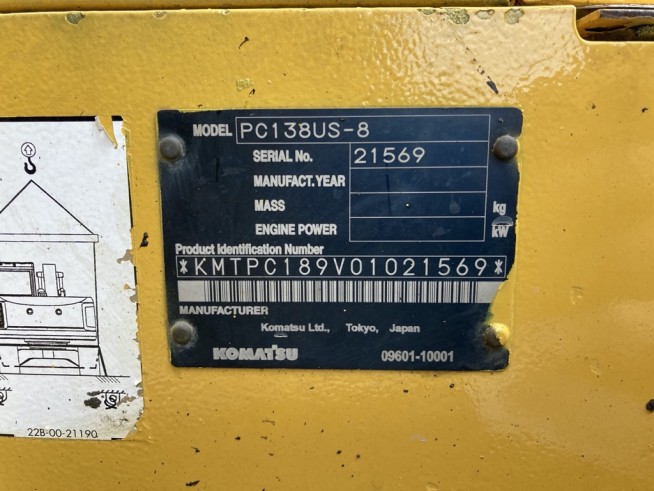 MODEL PC138US-8
SERIAL No. 21569
MANUFACT.YEAR
MASS kg
ENGINE POWER kW
Product Identification Number
*KMTPC189V01021569*
MANUFACTURER
Komatsu Ltd., Tokyo, Japan
KOMATSU 09601-10001
22B-00-21190